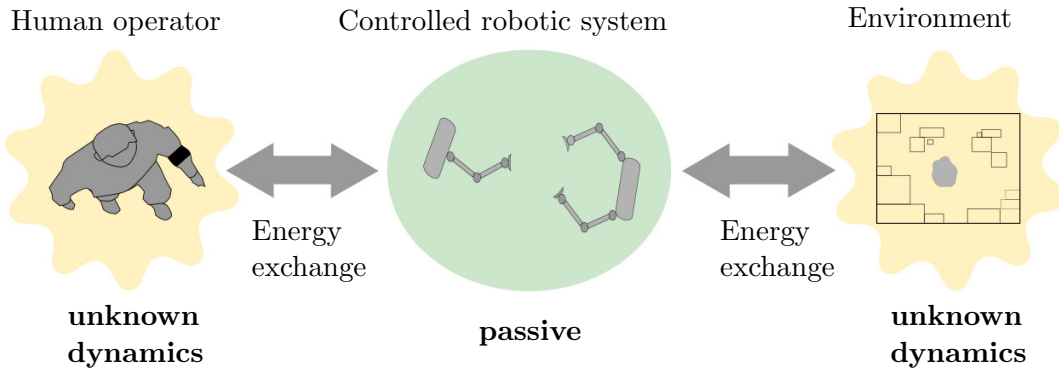 Human operator
Controlled robotic system
Environment
Energy
exchange
Energy
exchange
unknown
dynamics
passive
unknown
dynamics